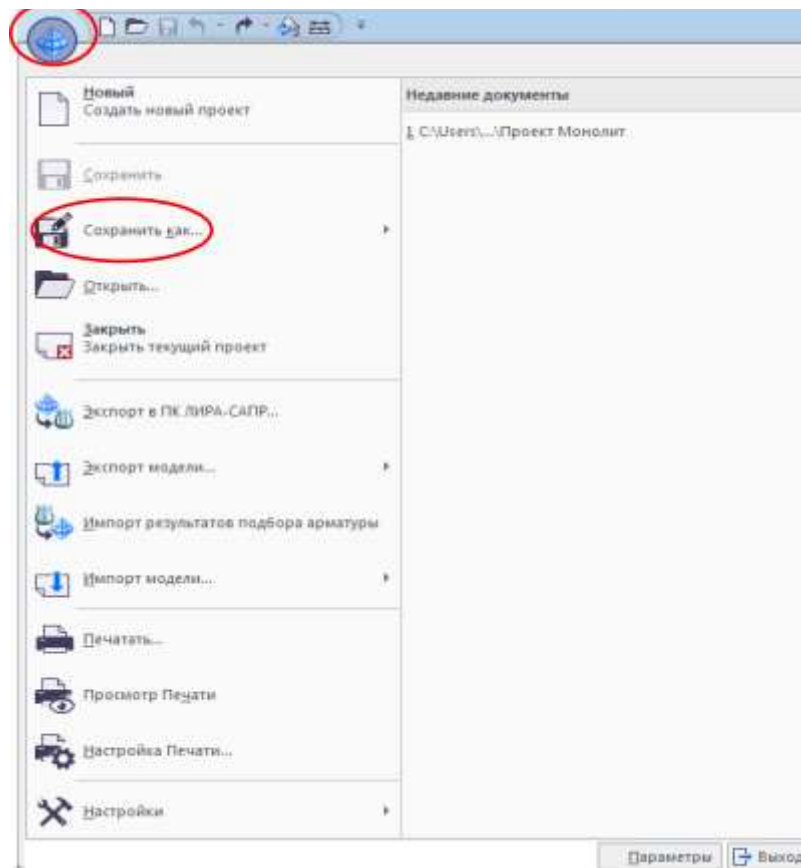 Новый
Создать новый проект
Сохранить
Сохранить как...
Открыть...
Закрыть
Закрыть текущий проект
Экспорт в ПК ЛИРА-САПР...
Экспорт модели...
Импорт результатов подбора арматуры
Импорт модели...
Печатать...
Просмотр Печати
Настройка Печати...
Настройки
Недавние документы
1 C:\Users\...\Проект Монолит
Параметры
Выход